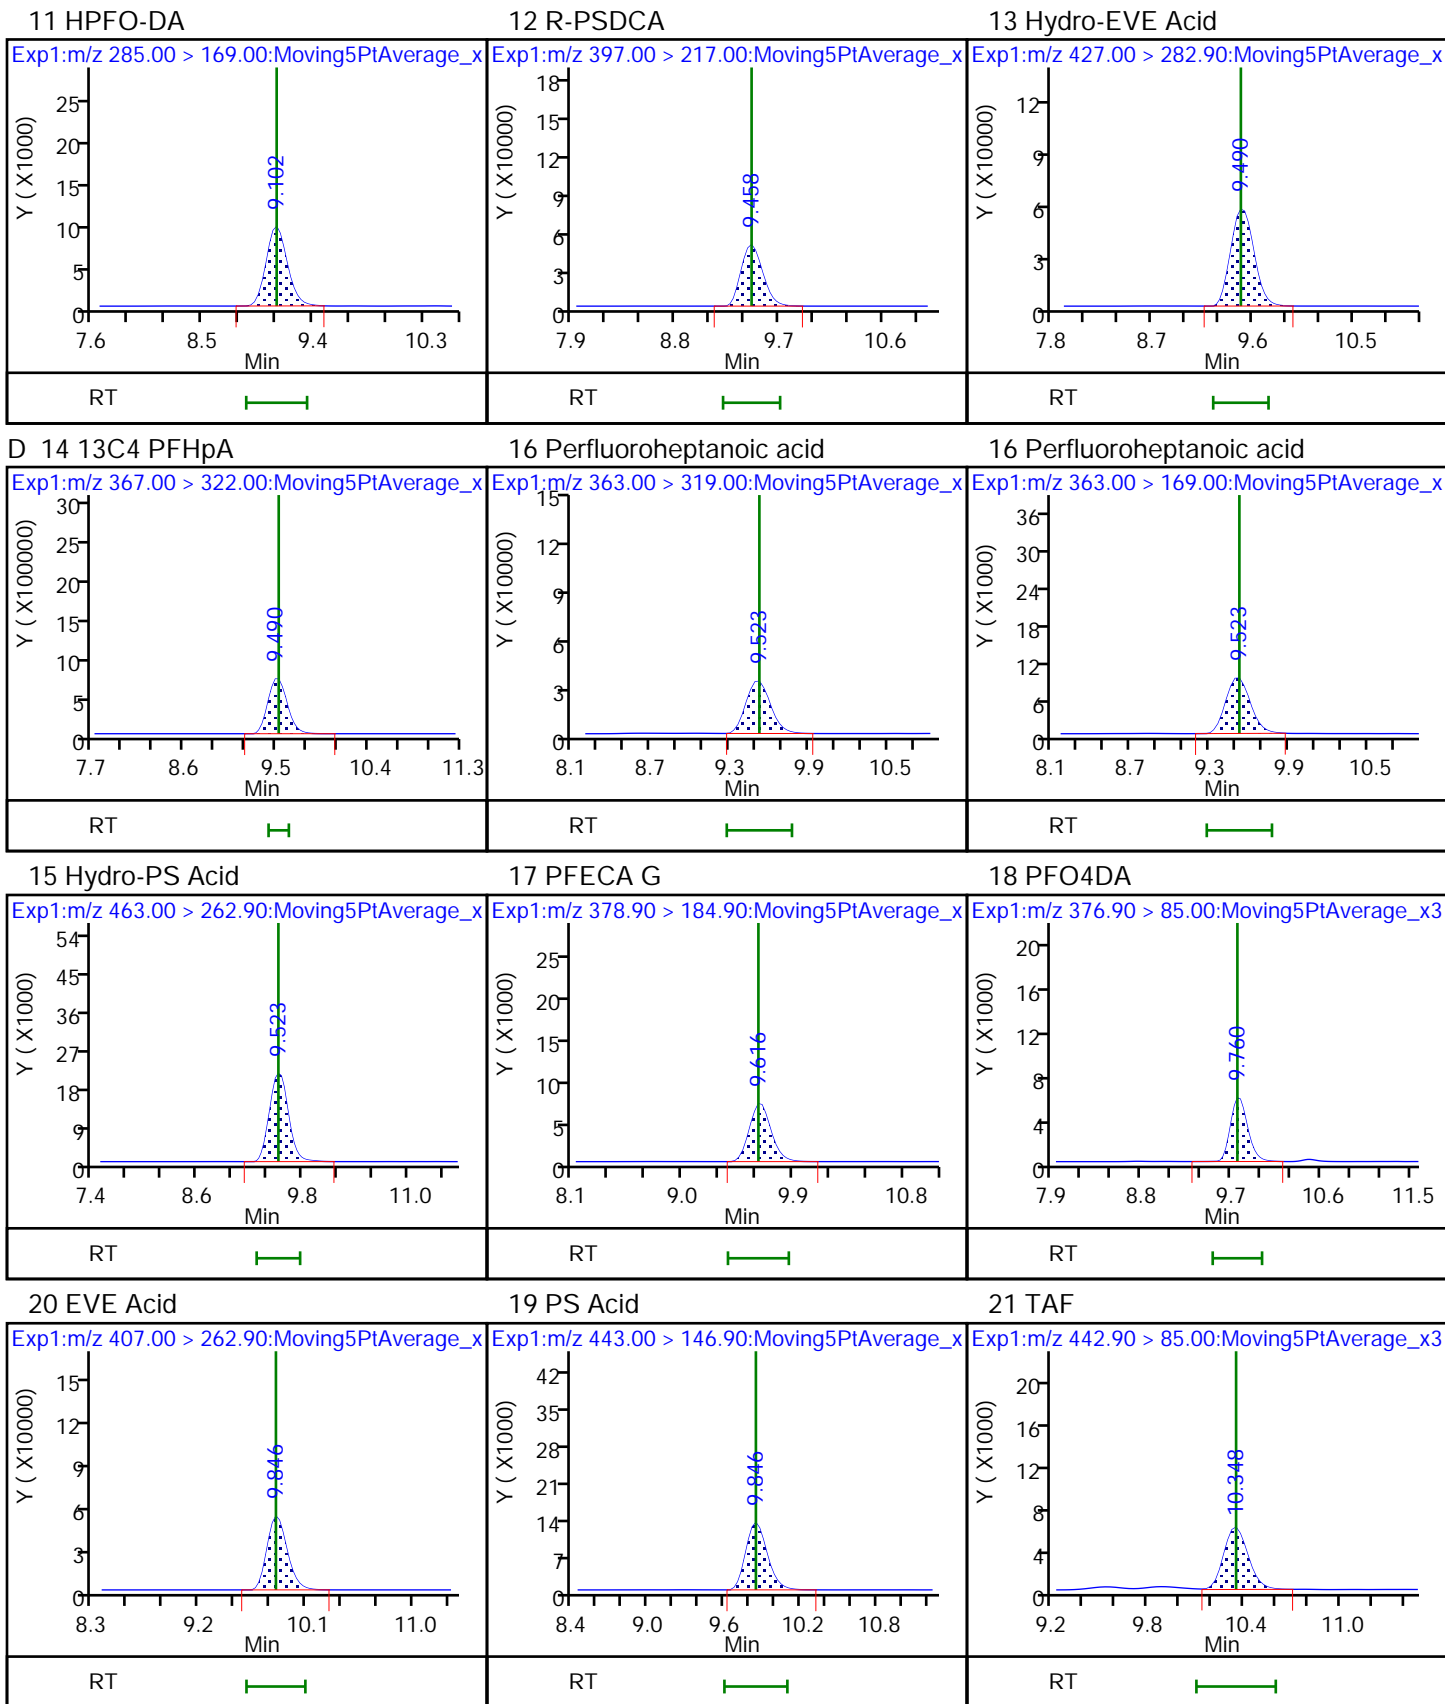 11 HPFO-DA
Exp1:m/z 285.00 > 169.00:Moving5PtAverage_x
Y ( X10000)
25
20
15
10
5
0
9.102
7.6 8.5 9.4 10.3
Min
RT
12 R-PSDCA
Exp1:m/z 397.00 > 217.00:Moving5PtAverage_x
Y ( X10000)
18
15
12
9
6
3
0
9.458
7.9 8.8 9.7 10.6
Min
RT
13 Hydro-EVE Acid
Exp1:m/z 427.00 > 282.90:Moving5PtAverage_x
Y ( X10000)
12
9
6
3
0
9.490
7.8 8.7 9.6 10.5
Min
RT
D 14 13C4 PFHpA
Exp1:m/z 367.00 > 322.00:Moving5PtAverage_x
Y ( X100000)
30
25
20
15
10
5
0
9.490
7.7 8.6 9.5 10.4 11.3
Min
RT
16 Perfluoroheptanoic acid
Exp1:m/z 363.00 > 319.00:Moving5PtAverage_x
Y ( X10000)
15
12
9
6
3
0
9.523
8.1 8.7 9.3 9.9 10.5
Min
RT
16 Perfluoroheptanoic acid
Exp1:m/z 363.00 > 169.00:Moving5PtAverage_x
Y ( X1000)
36
30
24
18
12
6
0
9.523
8.1 8.7 9.3 9.9 10.5
Min
RT
15 Hydro-PS Acid
Exp1:m/z 463.00 > 262.90:Moving5PtAverage_x
Y ( X1000)
54
45
36
27
18
9
0
9.523
7.4 8.6 9.8 11.0
Min
RT
17 PFECA G
Exp1:m/z 378.90 > 184.90:Moving5PtAverage_x
Y ( X1000)
25
20
15
10
5
0
9.616
8.1 9.0 9.9 10.8
Min
RT
18 PFO4DA
Exp1:m/z 376.90 > 85.00:Moving5PtAverage_x3
Y ( X1000)
20
16
12
8
4
0
9.760
7.9 8.8 9.7 10.6 11.5
Min
RT
20 EVE Acid
Exp1:m/z 407.00 > 262.90:Moving5PtAverage_x
Y ( X10000)
15
12
9
6
3
0
9.846
8.3 9.2 10.1 11.0
Min
RT
19 PS Acid
Exp1:m/z 443.00 > 146.90:Moving5PtAverage_x
Y ( X1000)
42
35
28
21
14
7
0
9.846
8.4 9.0 9.6 10.2 10.8
Min
RT
21 TAF
Exp1:m/z 442.90 > 85.00:Moving5PtAverage_x3
Y ( X1000)
20
16
12
8
4
0
10.348
9.2 9.8 10.4 11.0
Min
RT